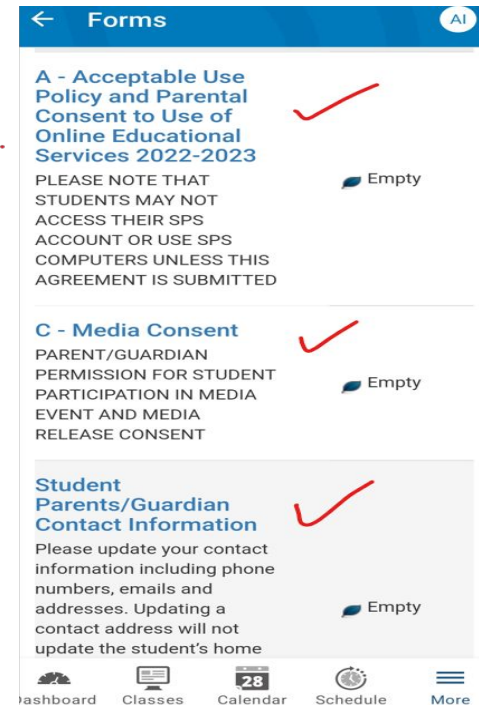 Forms
AI
A - Acceptable Use
Policy and Parental
Consent to Use of
Online Educational
Services 2022-2023
PLEASE NOTE THAT
STUDENTS MAY NOT
ACCESS THEIR SPS
ACCOUNT OR USE SPS
COMPUTERS UNLESS THIS
AGREEMENT IS SUBMITTED
Empty
C - Media Consent
PARENT/GUARDIAN
PERMISSION FOR STUDENT
PARTICIPATION IN MEDIA
EVENT AND MEDIA
RELEASE CONSENT
Empty
Student
Parents/Guardian
Contact Information
Please update your contact
information including phone
numbers, emails and
addresses. Updating a
contact address will not
update the student's home
Empty
28
Dashboard Classes Calendar Schedule More